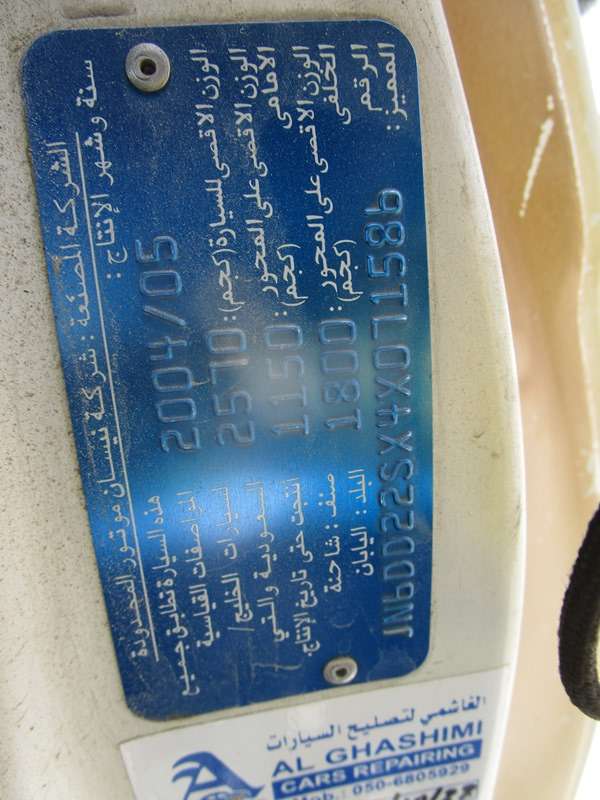 الشركة المصنعة : شركة نيسان موتور المحدودة
سنة وشهر الإنتاج :
2004/05
الوزن الاقصى للسيارة (كجم) :
2570
الوزن الاقصى على المحور
الامامى (كجم) :
1150
الوزن الاقصى على المحور
الخلفى (كجم) :
1800
الرقم
المميز :
JN6DD22SX4X071586
هذه السيارة تطابق جميع
المواصفات القياسية
لسيارات الخليج/
السعودية والتي
انتجت حتى تاريخ الإنتاج.
صنف : شاحنة
البلد : اليابان
الغاشمي لتصليح السيارات
AL GHASHIMI
CARS REPAIRING
Mob.: 050-6805929